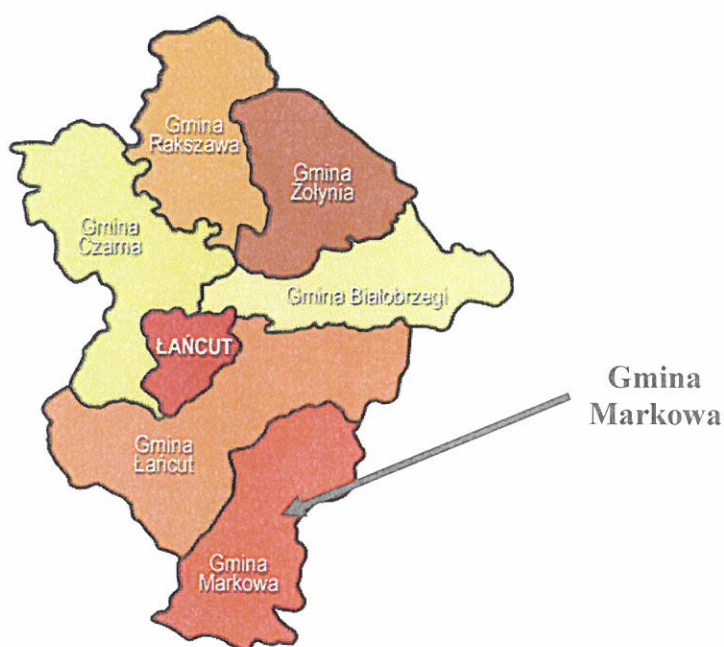 Gmina
Rakszawa
Gmina
Żołynia
Gmina
Czarna
Gmina Białobrzegi
ŁAŃCUT
Gmina
Markowa
Gmina
Łańcut
Gmina
Markowa